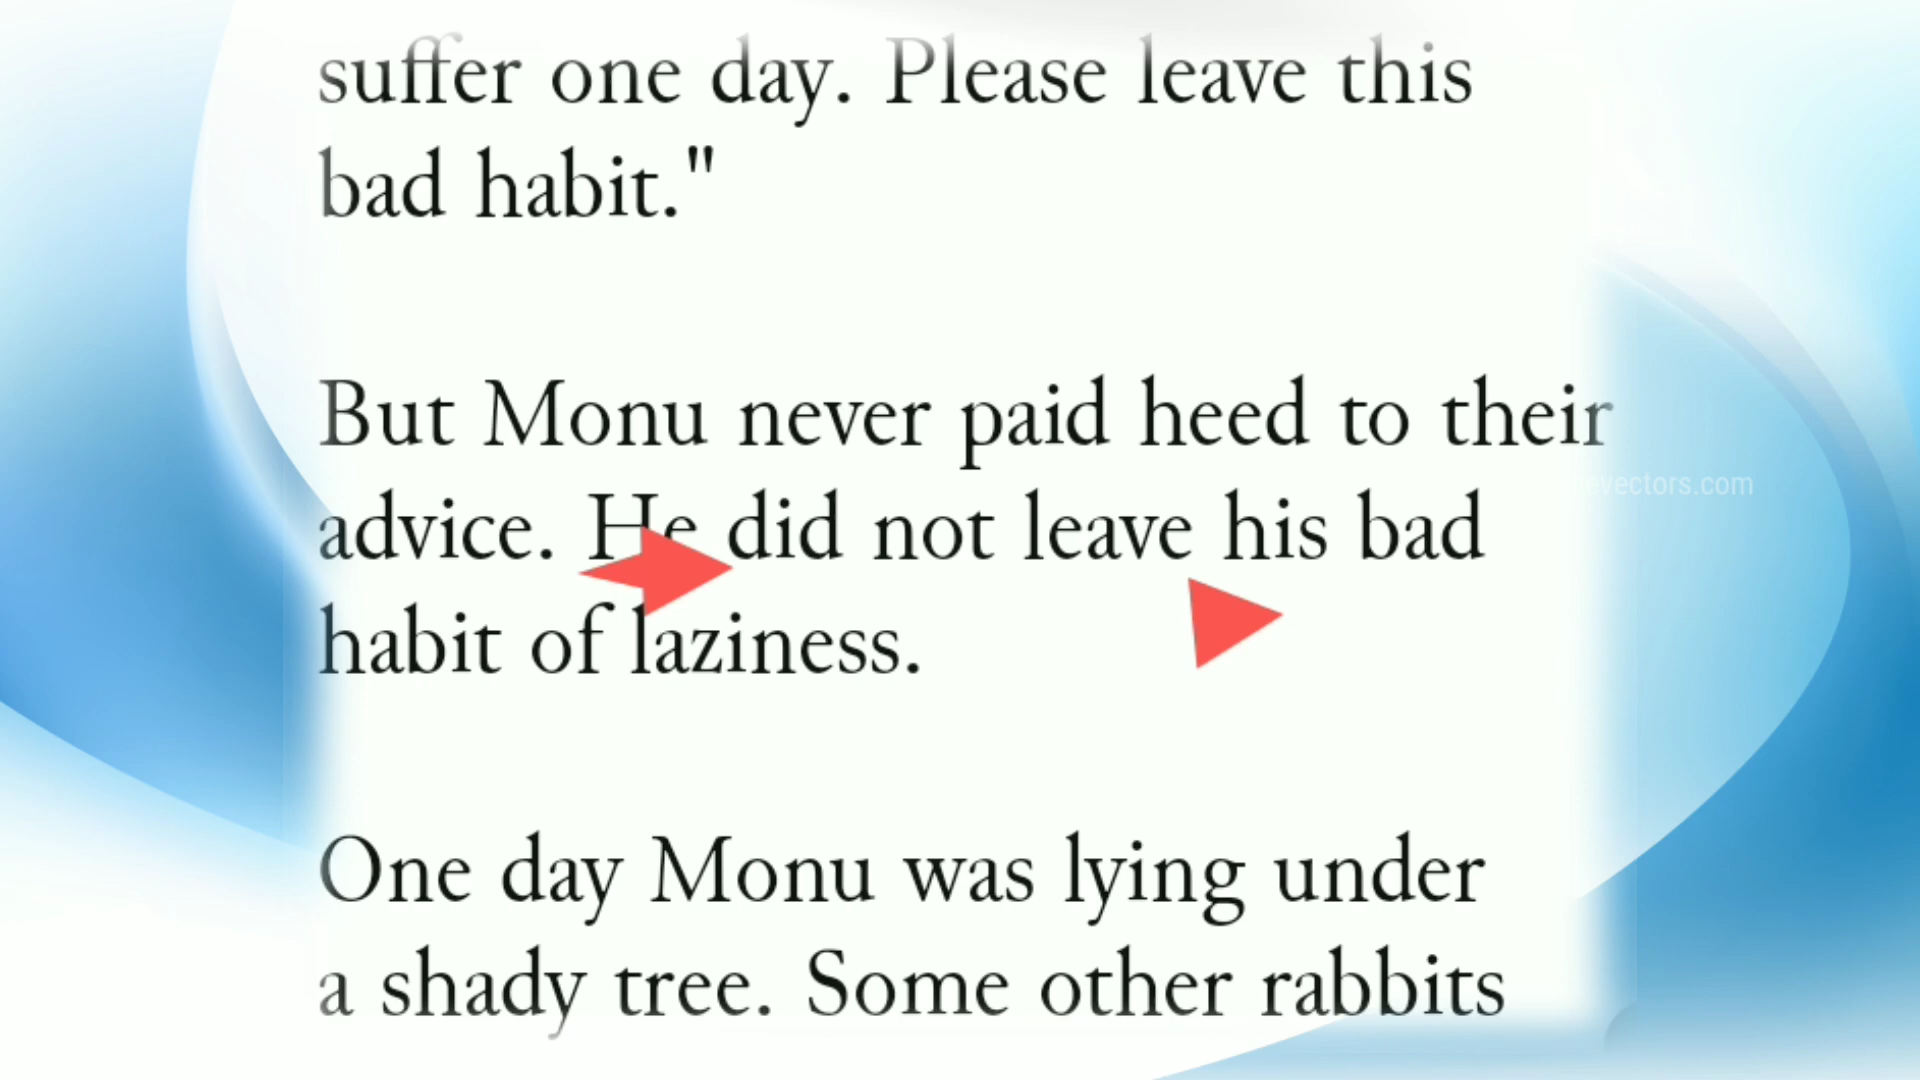 suffer one day. Please leave this
bad habit."
But Monu never paid heed to their
advice. He did not leave his bad
habit of laziness.
One day Monu was lying under
a shady tree. Some other rabbits